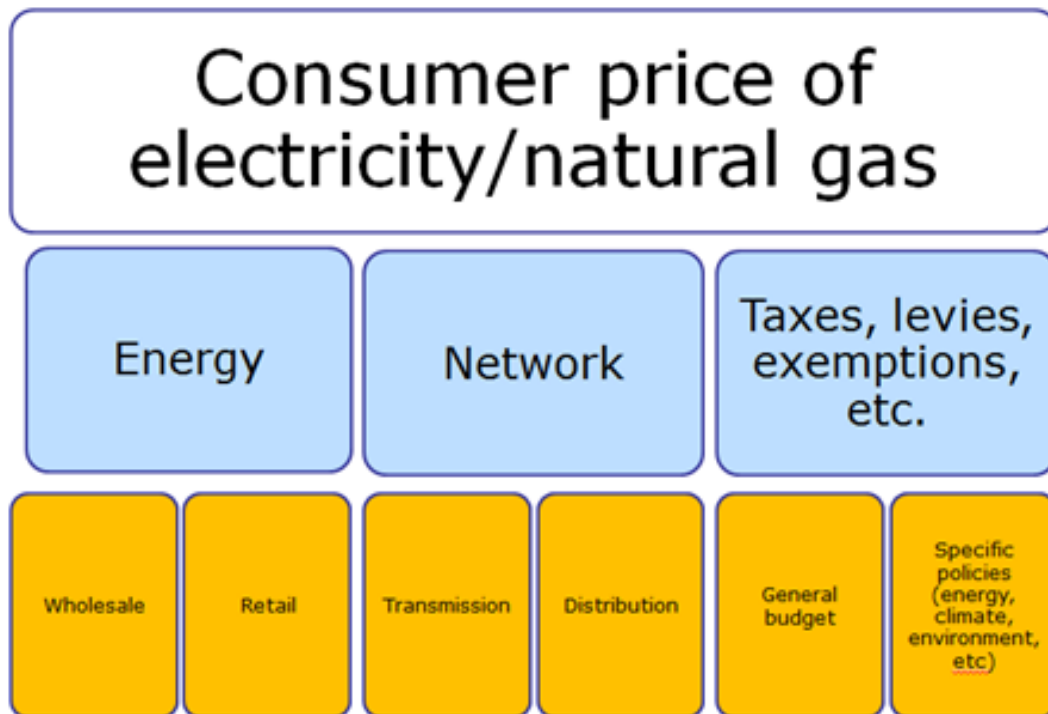 Consumer price of
electricity/natural gas
Energy
Network
Taxes, levies,
exemptions,
etc.
Wholesale
Retail
Transmission
Distribution
General
budget
Specific
policies
(energy,
climate,
environment,
etc)